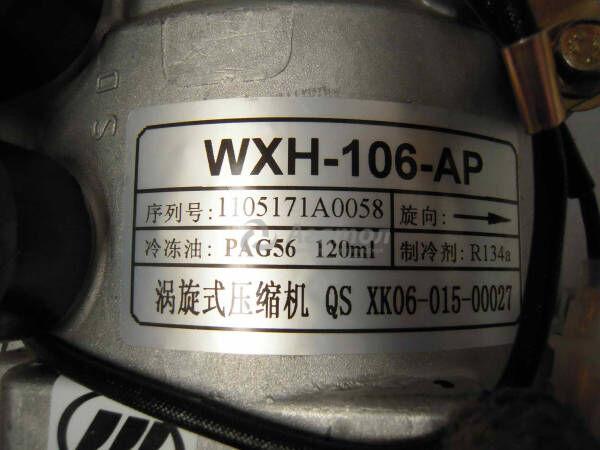 S D
WXH-106-AP
序列号: 1105171A0058 旋向:
冷冻油: PAG56 120ml 制冷剂: R134a
涡旋式压缩机 QS XK06-015-00027